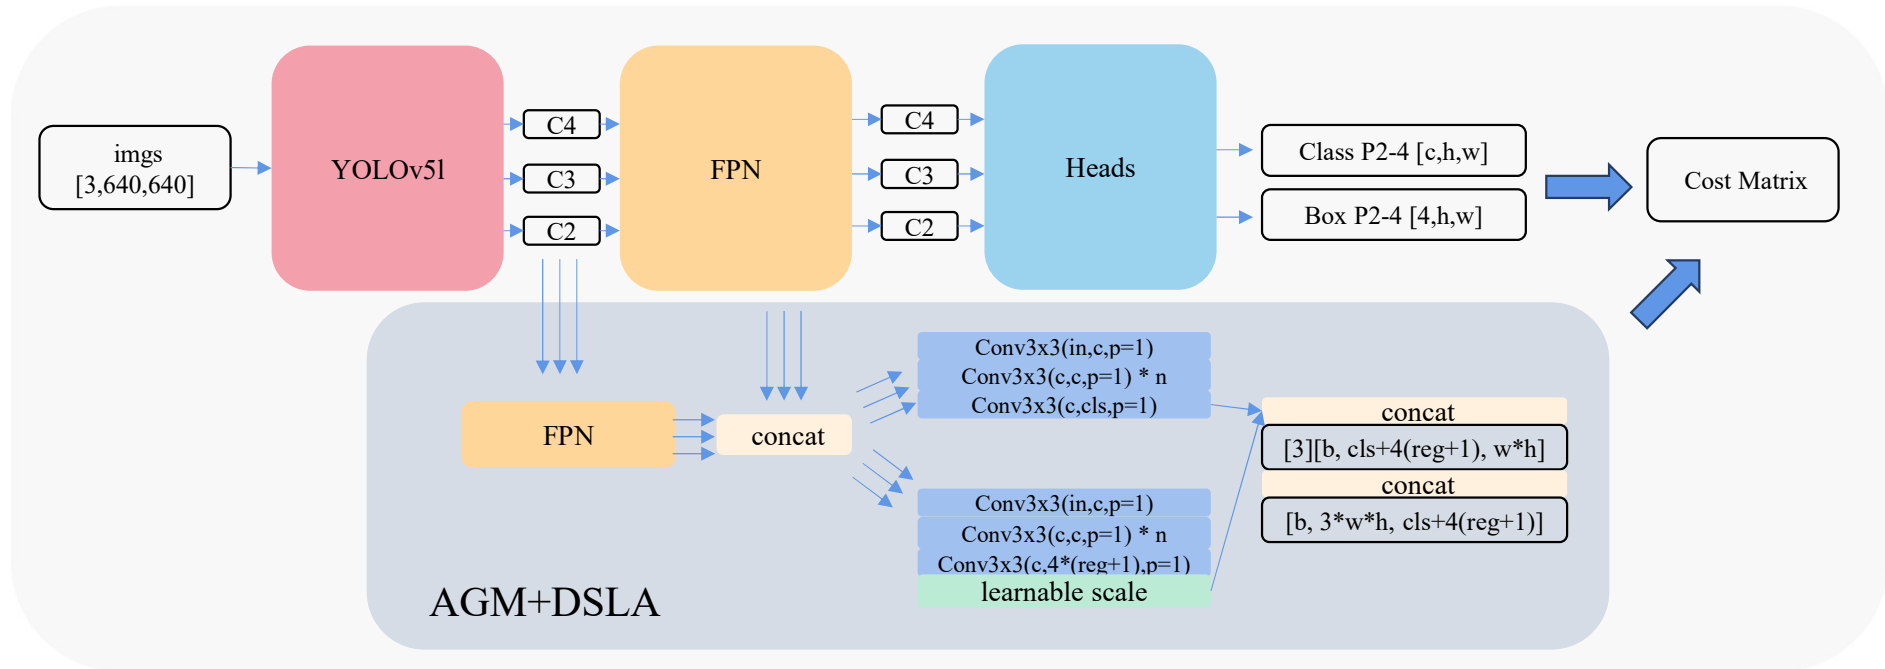 imgs
[3,640,640]
YOLOv5l
C4
C3
C2
FPN
C4
C3
C2
Heads
Class P2-4 [c,h,w]
Box P2-4 [4,h,w]
Cost Matrix
FPN
concat
Conv3x3(in,c,p=1)
Conv3x3(c,c,p=1) * n
Conv3x3(c,cls,p=1)
Conv3x3(in,c,p=1)
Conv3x3(c,c,p=1) * n
Conv3x3(c,4*(reg+1),p=1)
learnable scale
concat
[3][b, cls+4(reg+1), w*h]
concat
[b, 3*w*h, cls+4(reg+1)]
AGM+DSLA